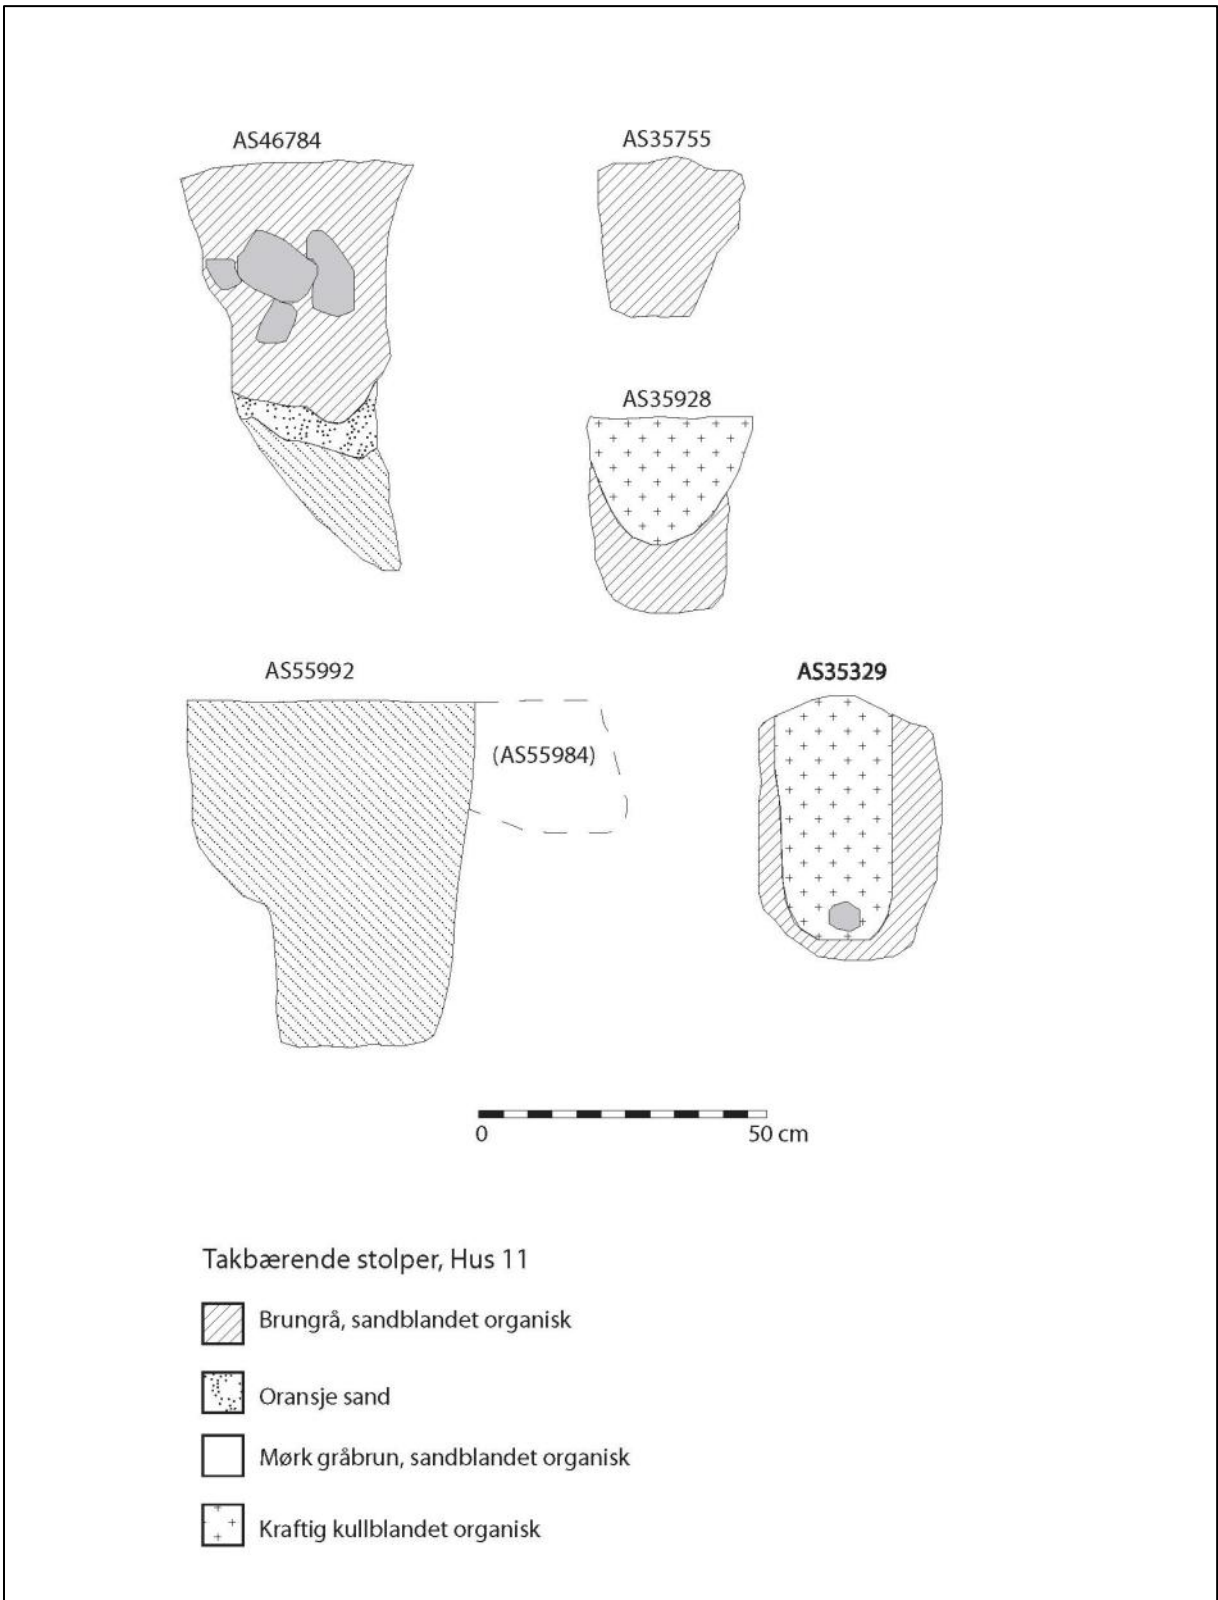 AS46784
AS35755
AS35928
AS55992
AS35329
(AS55984)
0
50 cm
Takbærende stolper, Hus 11
Brungrå, sandblandet organisk
Oransje sand
Mørk gråbrun, sandblandet organisk
Kraftig kullblandet organisk